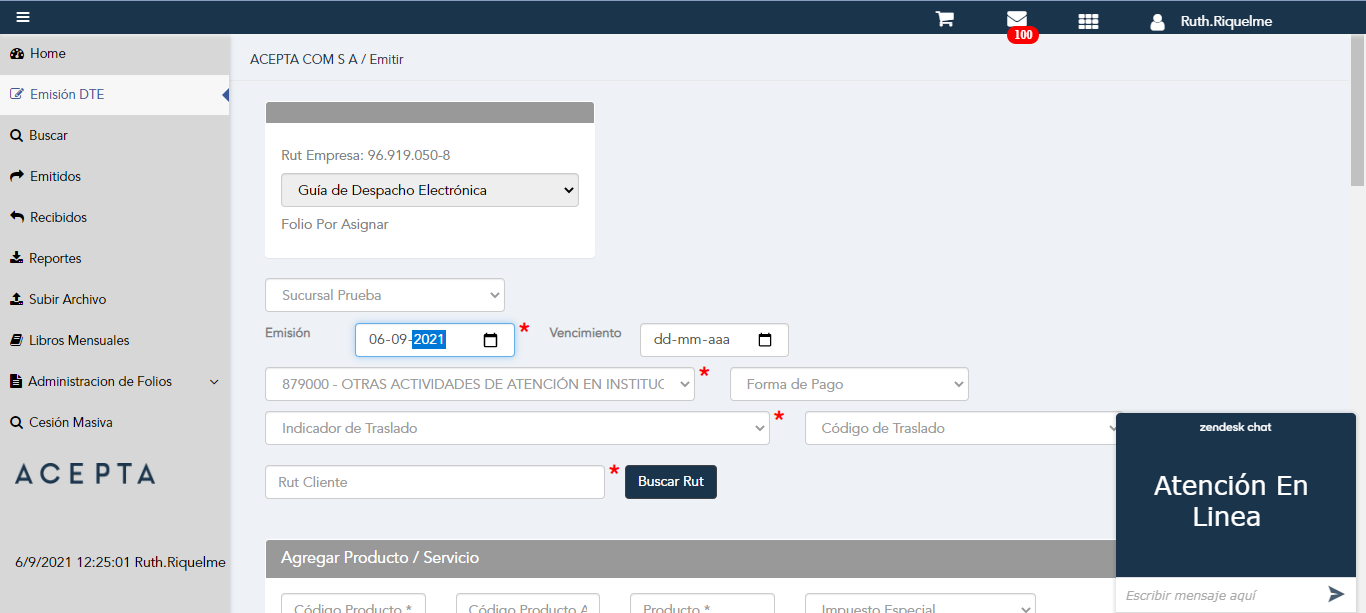 100
Ruth.Riquelme
Home
Emisión DTE
Buscar
Emitidos
Recibidos
Reportes
Subir Archivo
Libros Mensuales
Administracion de Folios
Cesión Masiva
ACEPTA
6/9/2021 12:25:01 Ruth.Riquelme
ACEPTA COM S A / Emitir
Rut Empresa: 96.919.050-8
Guía de Despacho Electrónica
Folio Por Asignar
Sucursal Prueba
Emisión 06-09-2021 * Vencimiento dd-mm-aaa
879000 - OTRAS ACTIVIDADES DE ATENCIÓN EN INSTITUC * Forma de Pago
Indicador de Traslado * Código de Traslado
Rut Cliente * Buscar Rut
Agregar Producto / Servicio
Código Producto * Código Producto A Producto * Impuesto Especial
zendesk chat
Atención En
Linea
Escribir mensaje aquí